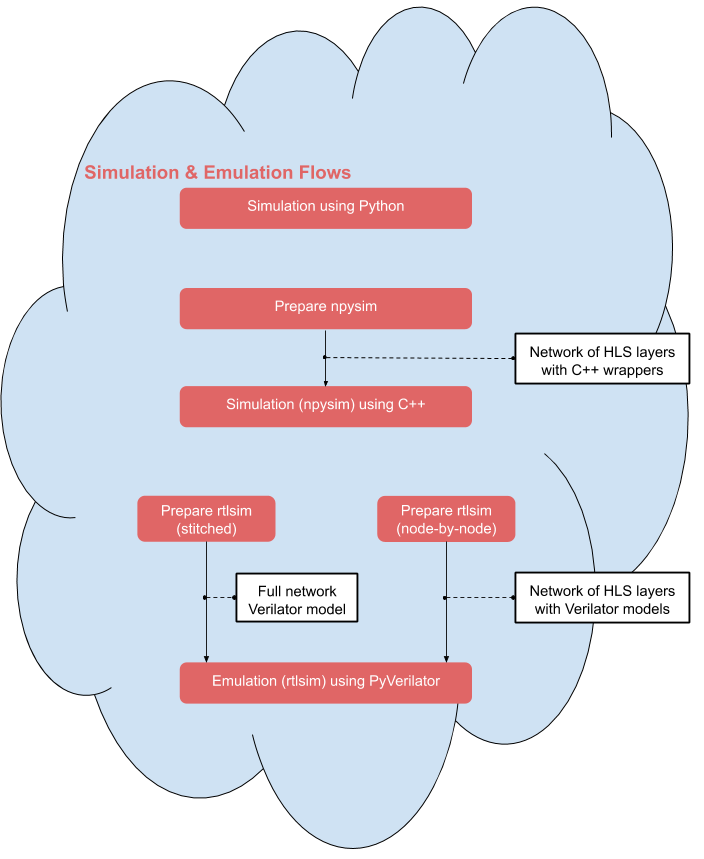 Simulation & Emulation Flows
Simulation using Python
Prepare npysim
Network of HLS layers
with C++ wrappers
Simulation (npysim) using C++
Prepare rtlsim
(stitched)
Prepare rtlsim
(node-by-node)
Full network
Verilator model
Network of HLS layers
with Verilator models
Emulation (rtlsim) using PyVerilator